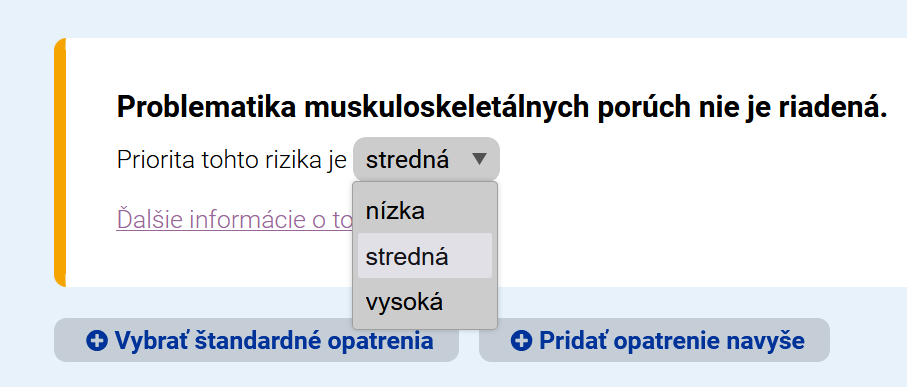 Problematika muskuloskeletálnych porúch nie je riadená.
Priorita tohto rizika je stredná
Ďalšie informácie o to
nízka
stredná
vysoká
Vybrať štandardné opatrenia
Pridať opatrenie navyše